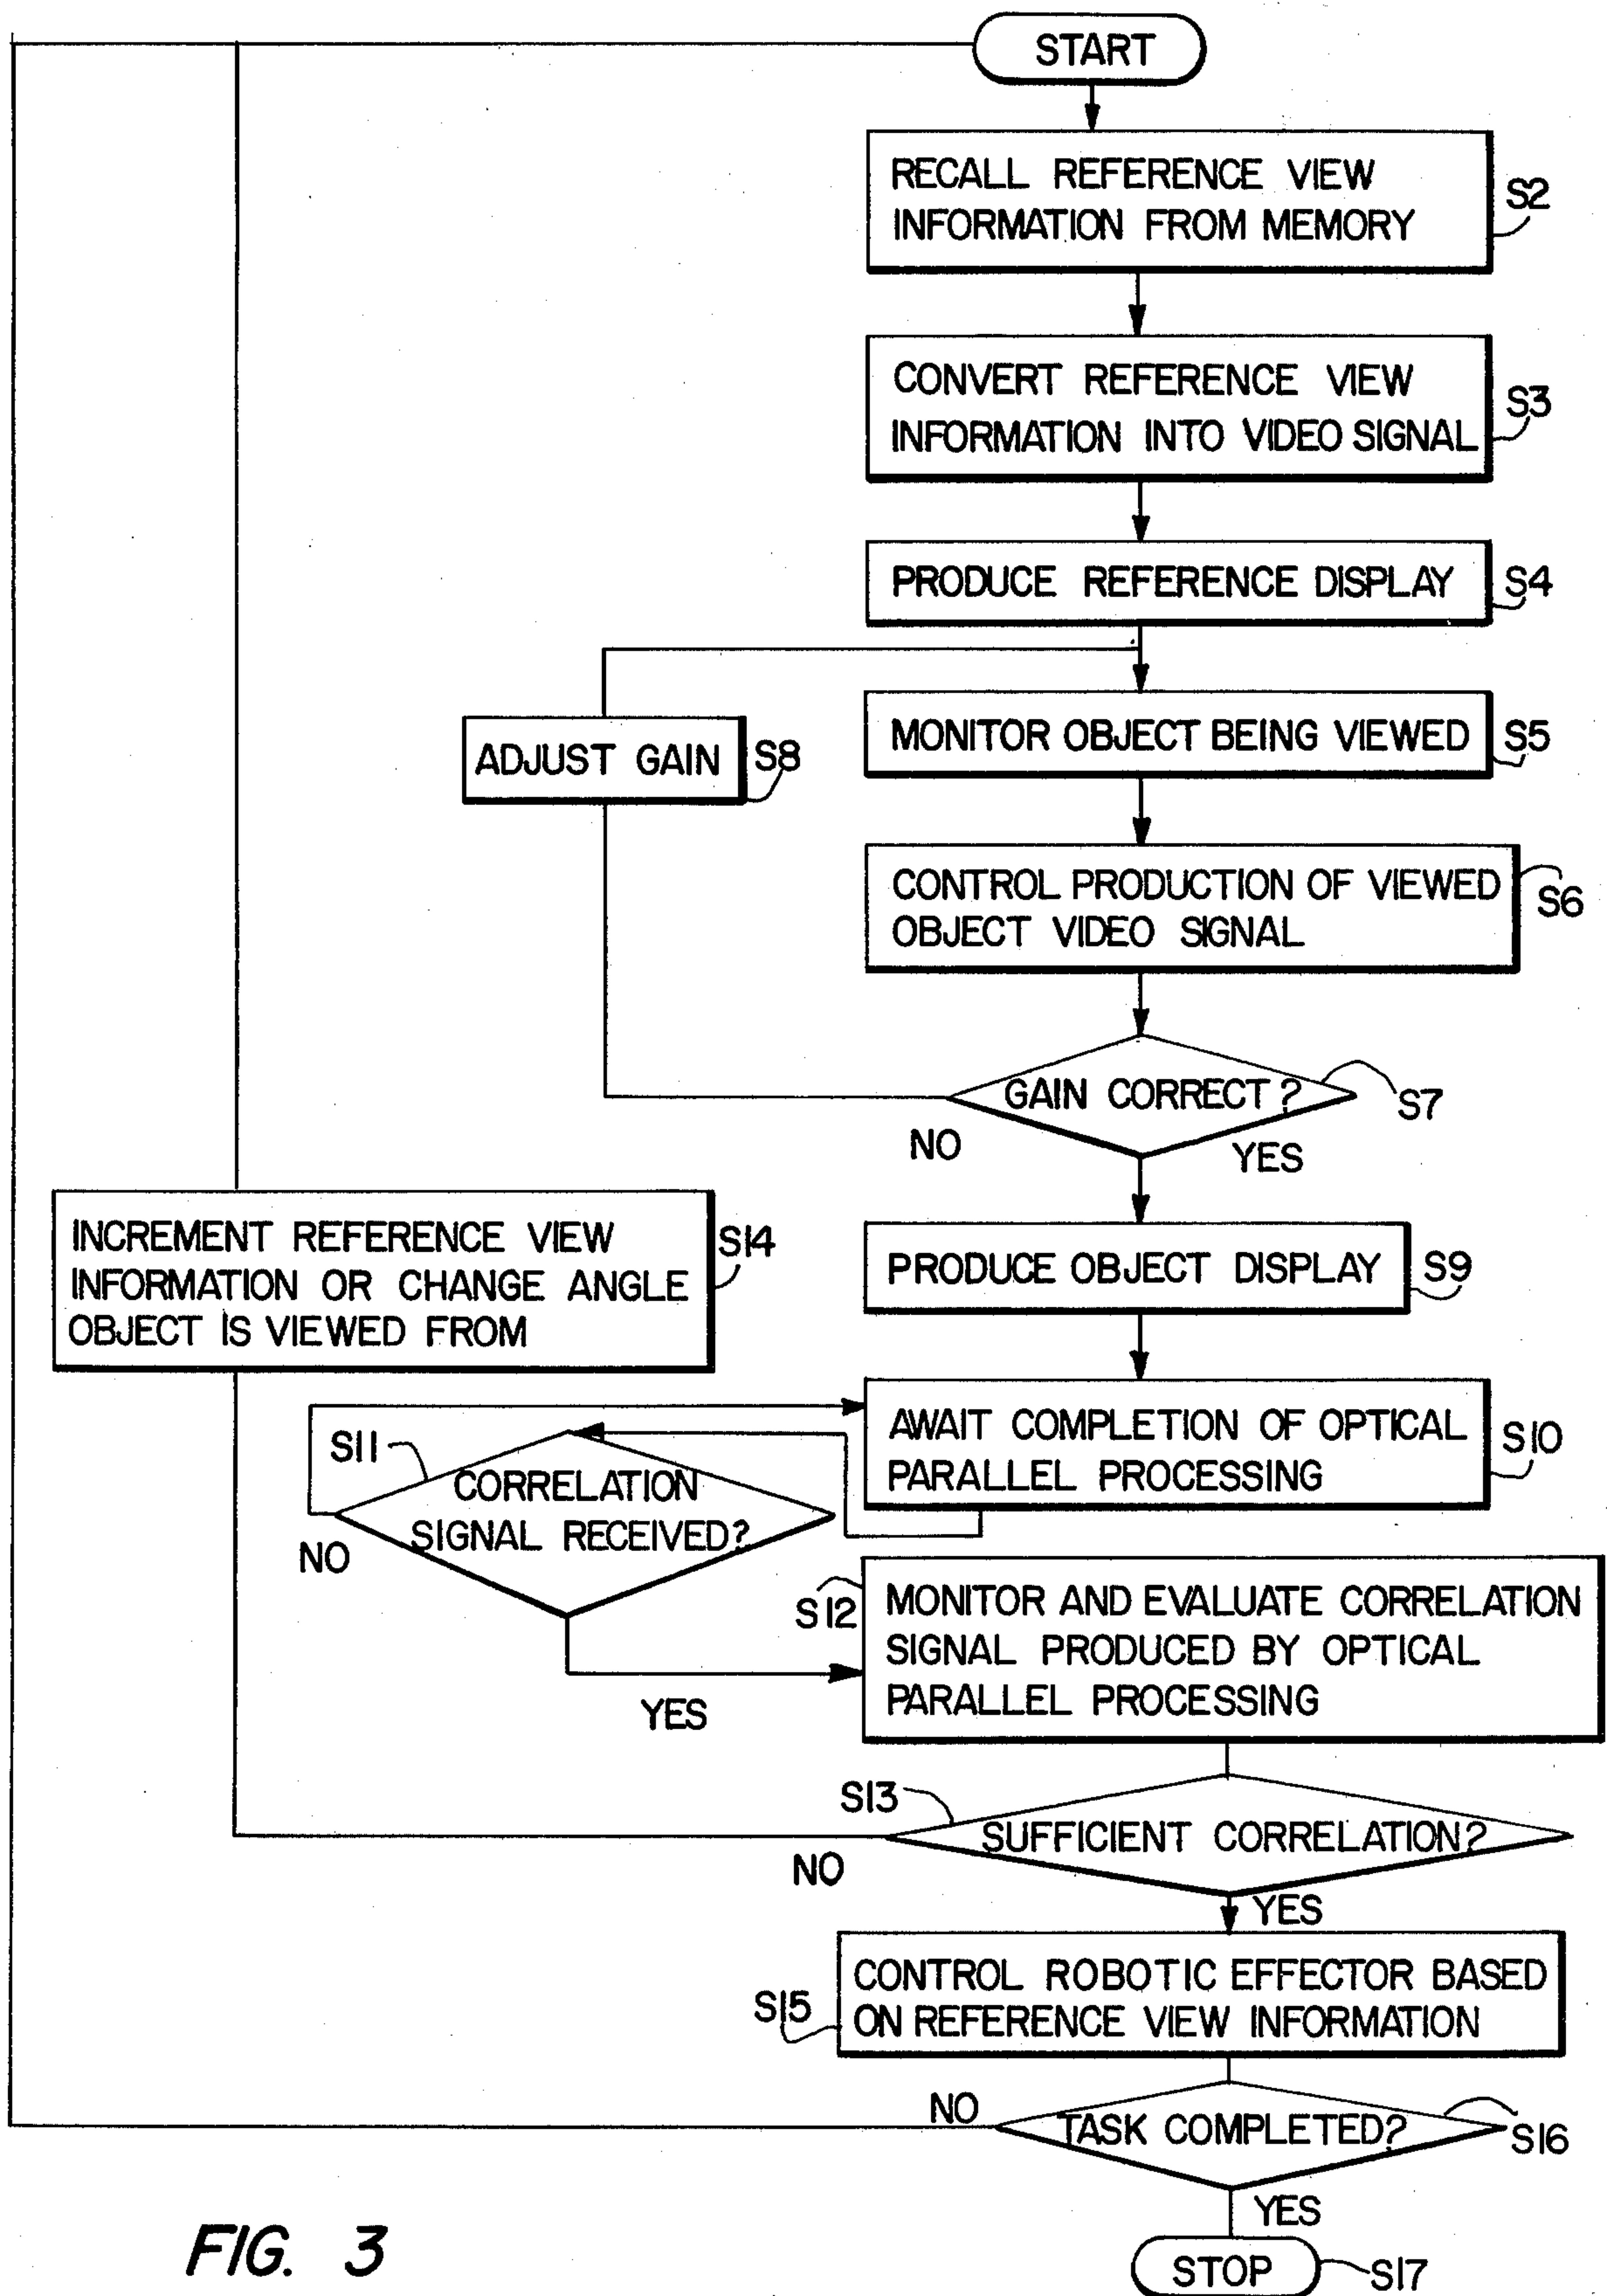 START
RECALL REFERENCE VIEW
INFORMATION FROM MEMORY
S2
CONVERT REFERENCE VIEW
INFORMATION INTO VIDEO SIGNAL
S3
PRODUCE REFERENCE DISPLAY
S4
MONITOR OBJECT BEING VIEWED
S5
ADJUST GAIN
S8
CONTROL PRODUCTION OF VIEWED
OBJECT VIDEO SIGNAL
S6
GAIN CORRECT?
S7
NO
YES
INCREMENT REFERENCE VIEW
INFORMATION OR CHANGE ANGLE
OBJECT IS VIEWED FROM
S14
PRODUCE OBJECT DISPLAY
S9
AWAIT COMPLETION OF OPTICAL
PARALLEL PROCESSING
S10
S11
CORRELATION
SIGNAL RECEIVED?
NO
YES
S12
MONITOR AND EVALUATE CORRELATION
SIGNAL PRODUCED BY OPTICAL
PARALLEL PROCESSING
S13
SUFFICIENT CORRELATION?
NO
YES
CONTROL ROBOTIC EFFECTOR BASED
ON REFERENCE VIEW INFORMATION
S15
NO
TASK COMPLETED?
S16
YES
STOP
S17
FIG. 3